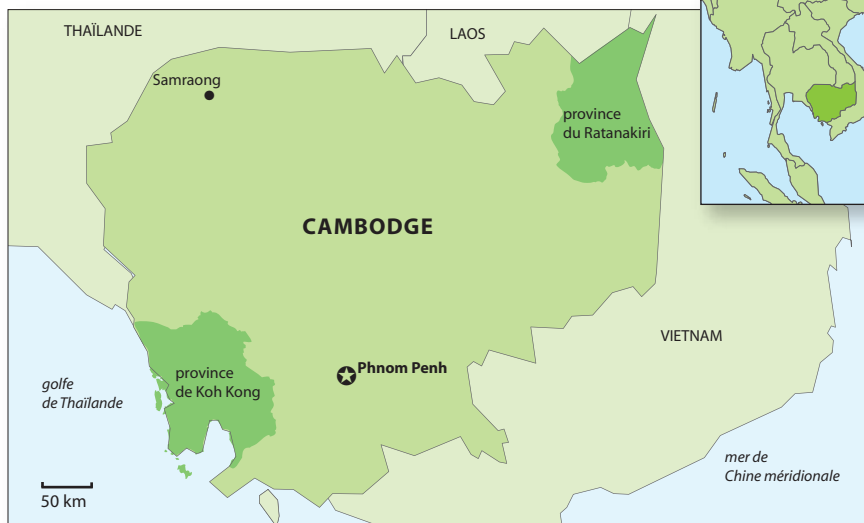 THAÏLANDE
LAOS
Samraong
province
du Ratanakiri
CAMBODGE
VIETNAM
Phnom Penh
province
de Koh Kong
golfe
de Thaïlande
mer de
Chine méridionale
50 km